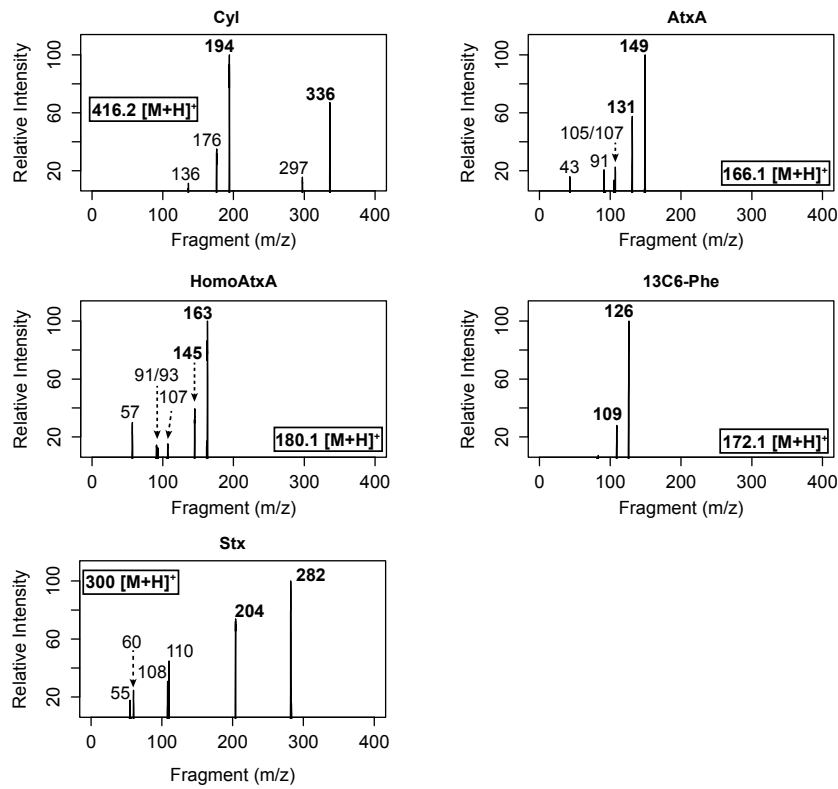 Cyl
Relative Intensity
100
60
20
194
336
416.2 [M+H]+
176
136
297
0 100 200 300 400
Fragment (m/z)
AtxA
Relative Intensity
100
60
20
149
131
105/107
43
91
166.1 [M+H]+
0 100 200 300 400
Fragment (m/z)
HomoAtxA
Relative Intensity
100
60
20
163
145
91/93
107
57
180.1 [M+H]+
0 100 200 300 400
Fragment (m/z)
13C6-Phe
Relative Intensity
100
60
20
126
109
172.1 [M+H]+
0 100 200 300 400
Fragment (m/z)
Stx
Relative Intensity
100
60
20
300 [M+H]+
282
204
60
110
108
55
0 100 200 300 400
Fragment (m/z)